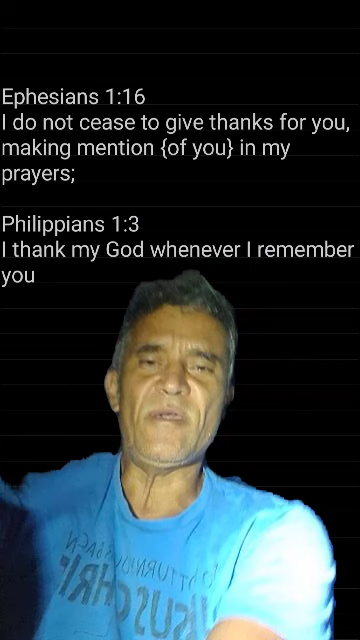 Ephesians 1:16
I do not cease to give thanks for you,
making mention {of you} in my
prayers;
Philippians 1:3
I thank my God whenever I remember
you